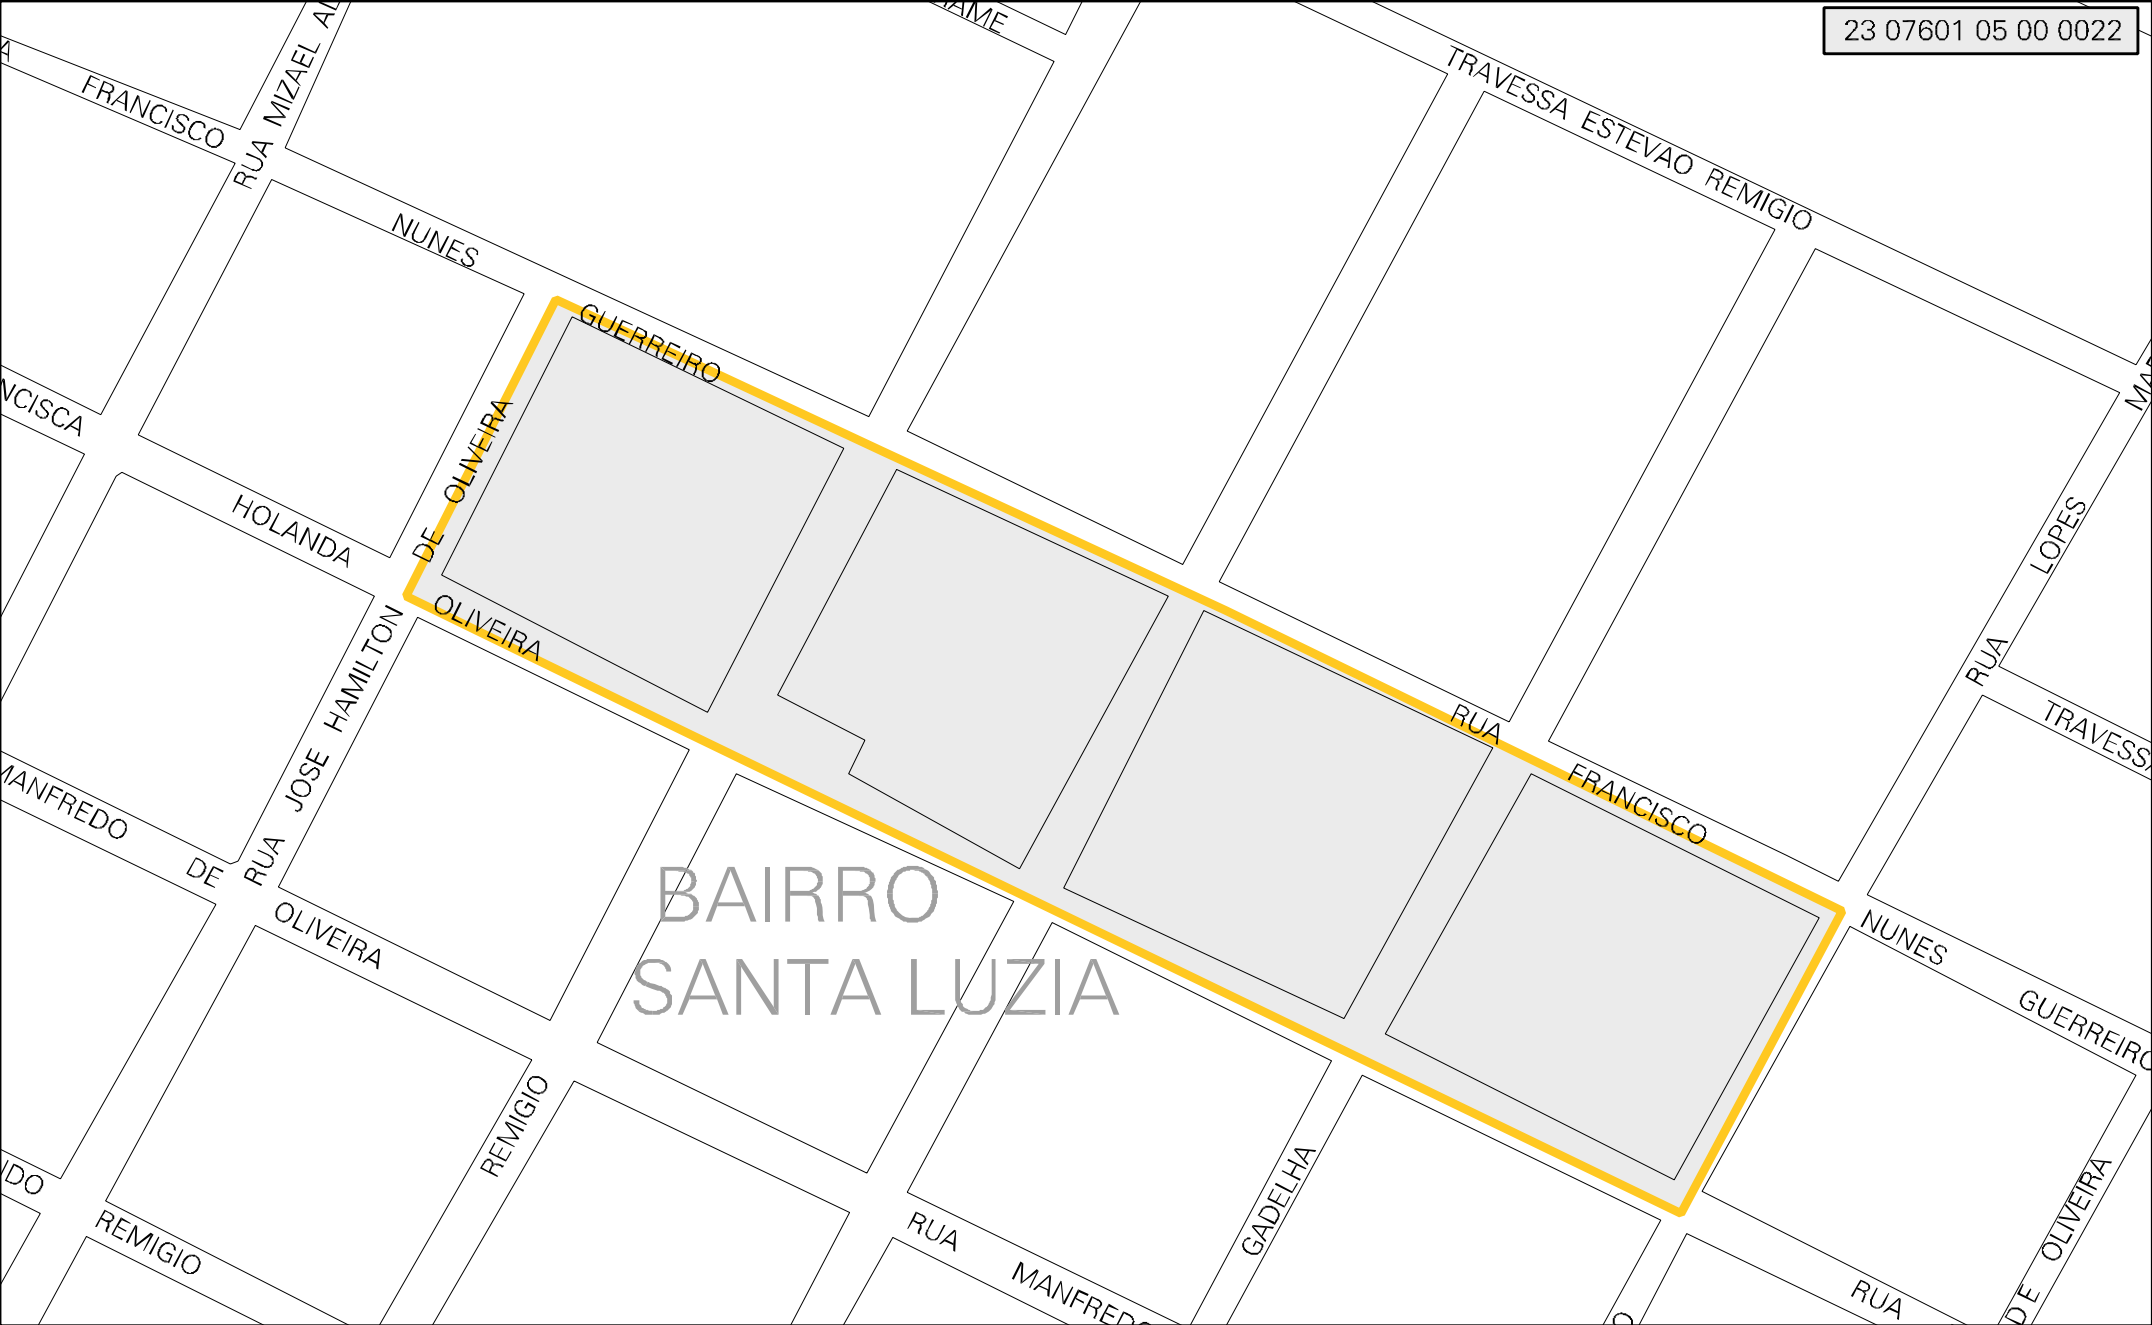 23 07601 05 00 0022
TRAVESSA ESTEVAO REMIGIO
FRANCISCO
RUA MIZAEL
NUNES
GUERREIRO
DE OLIVEIRA
HOLANDA
OLIVEIRA
RUA JOSE HAMILTON
LOPES
RUA
TRAVESSA
RUA
FRANCISCO
NUNES
GUERREIRO
MANFREDO
DE
OLIVEIRA
BAIRRO
SANTA LUZIA
REMIGIO
REMIGIO
GADELHA
RUA
MANFREDO
DE OLIVEIRA
RUA